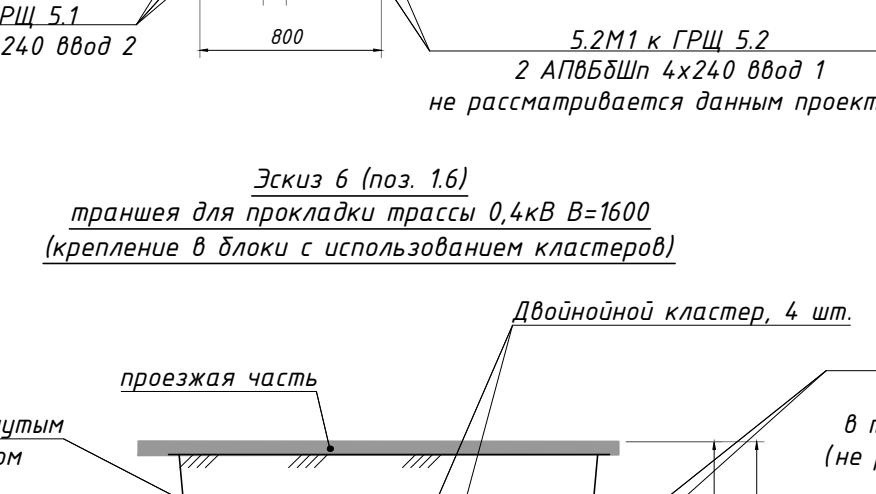 РЩ 5.1
240 ввод 2
800
5.2М1 к ГРЩ 5.2
2 АПвБбШп 4х240 ввод 1
не рассматривается данным проект
Эскиз 6 (поз. 1.6)
траншея для прокладки трассы 0,4кВ В=1600
(крепление в блоки с использованием кластеров)
Двойнойной кластер, 4 шт.
проезжая часть
нутым
ом
в т
(не р